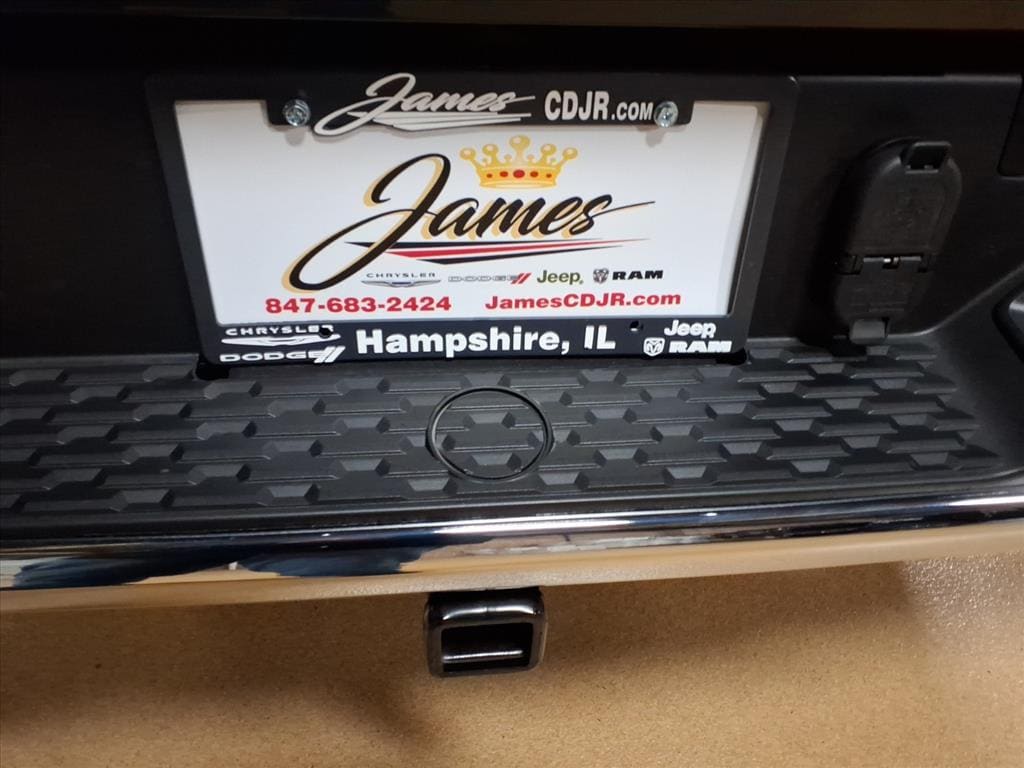 James CDJR.COM
James
CHRYSLER DODGE Jeep RAM
847-683-2424 JamesCDJR.com
CHRYSLER Hampshire, IL Jeep
DODGE RAM